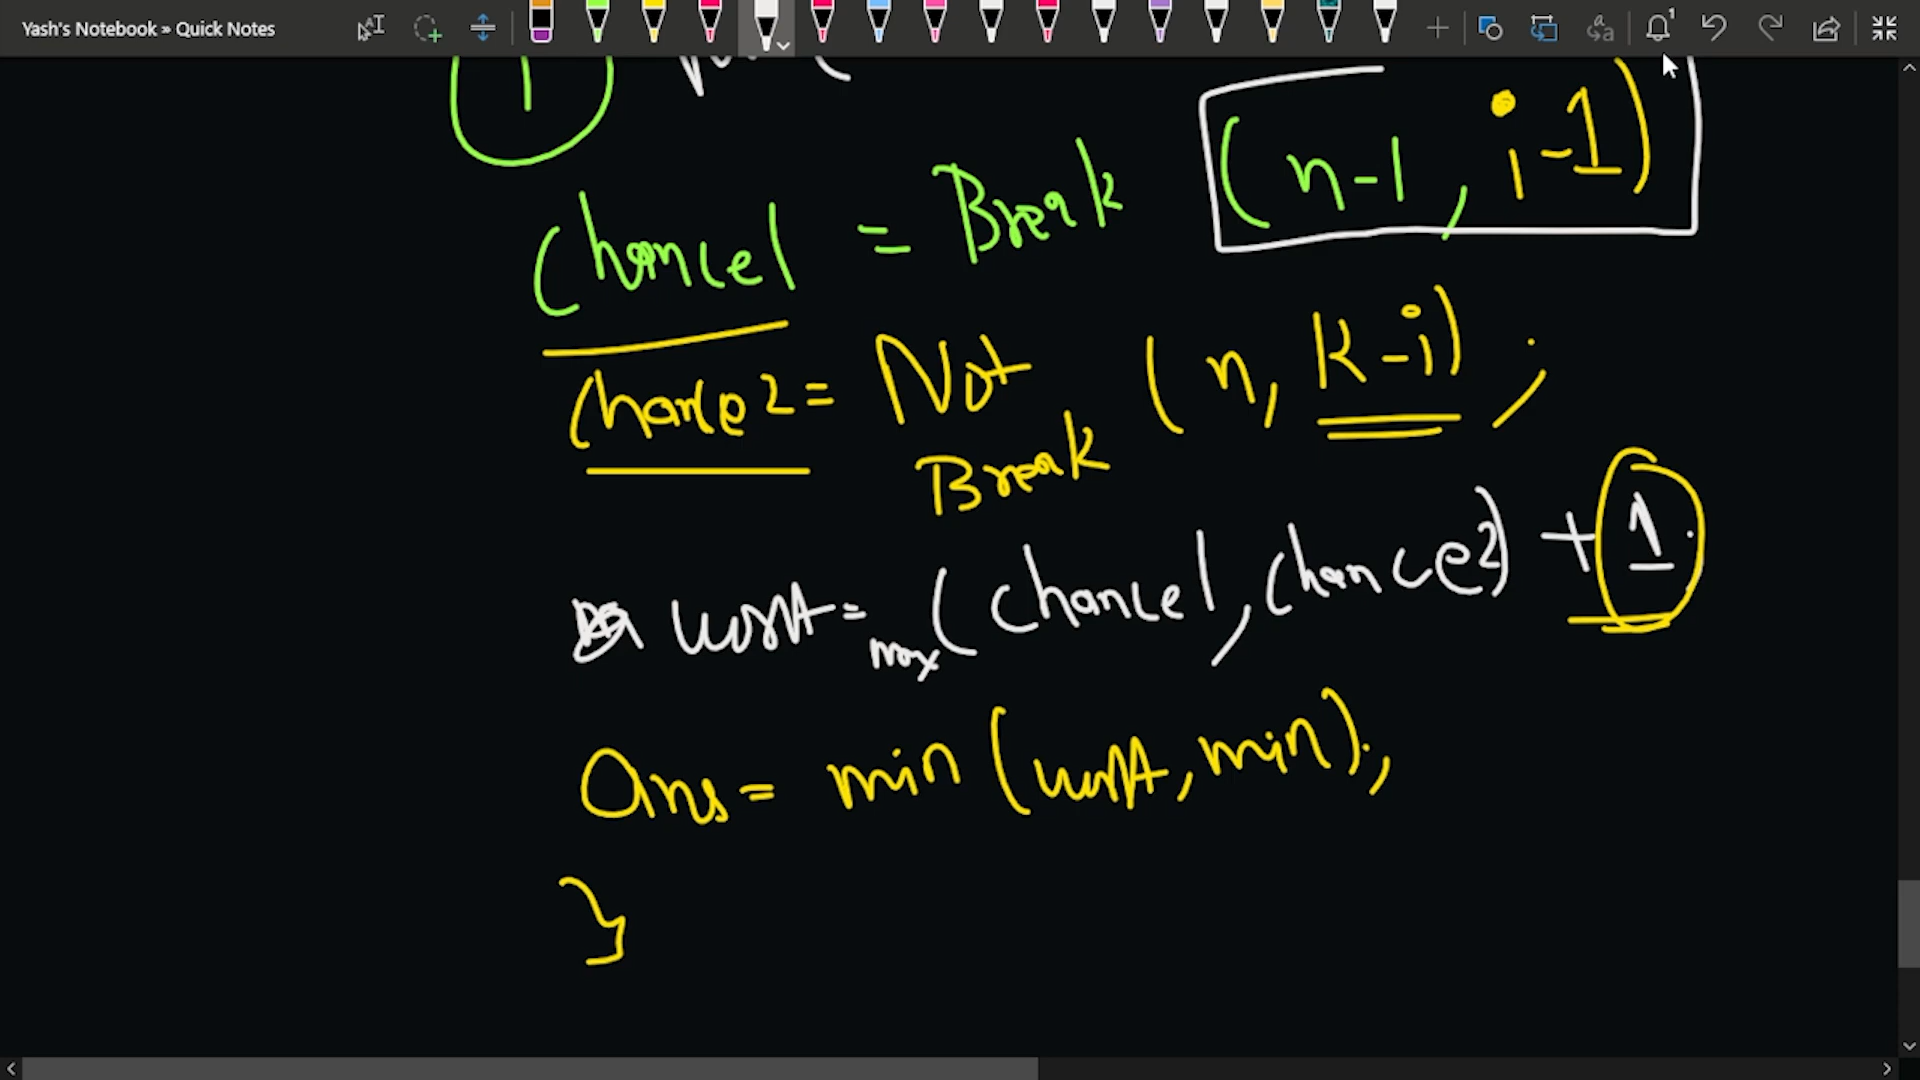 Yash's Notebook » Quick Notes
1
(n-1, i-1)
Chance1 = Break
Chance2 = Not Break (n, k-i);
worst = max(chance1, chance2) + 1
Ans = min (worst, min);
}